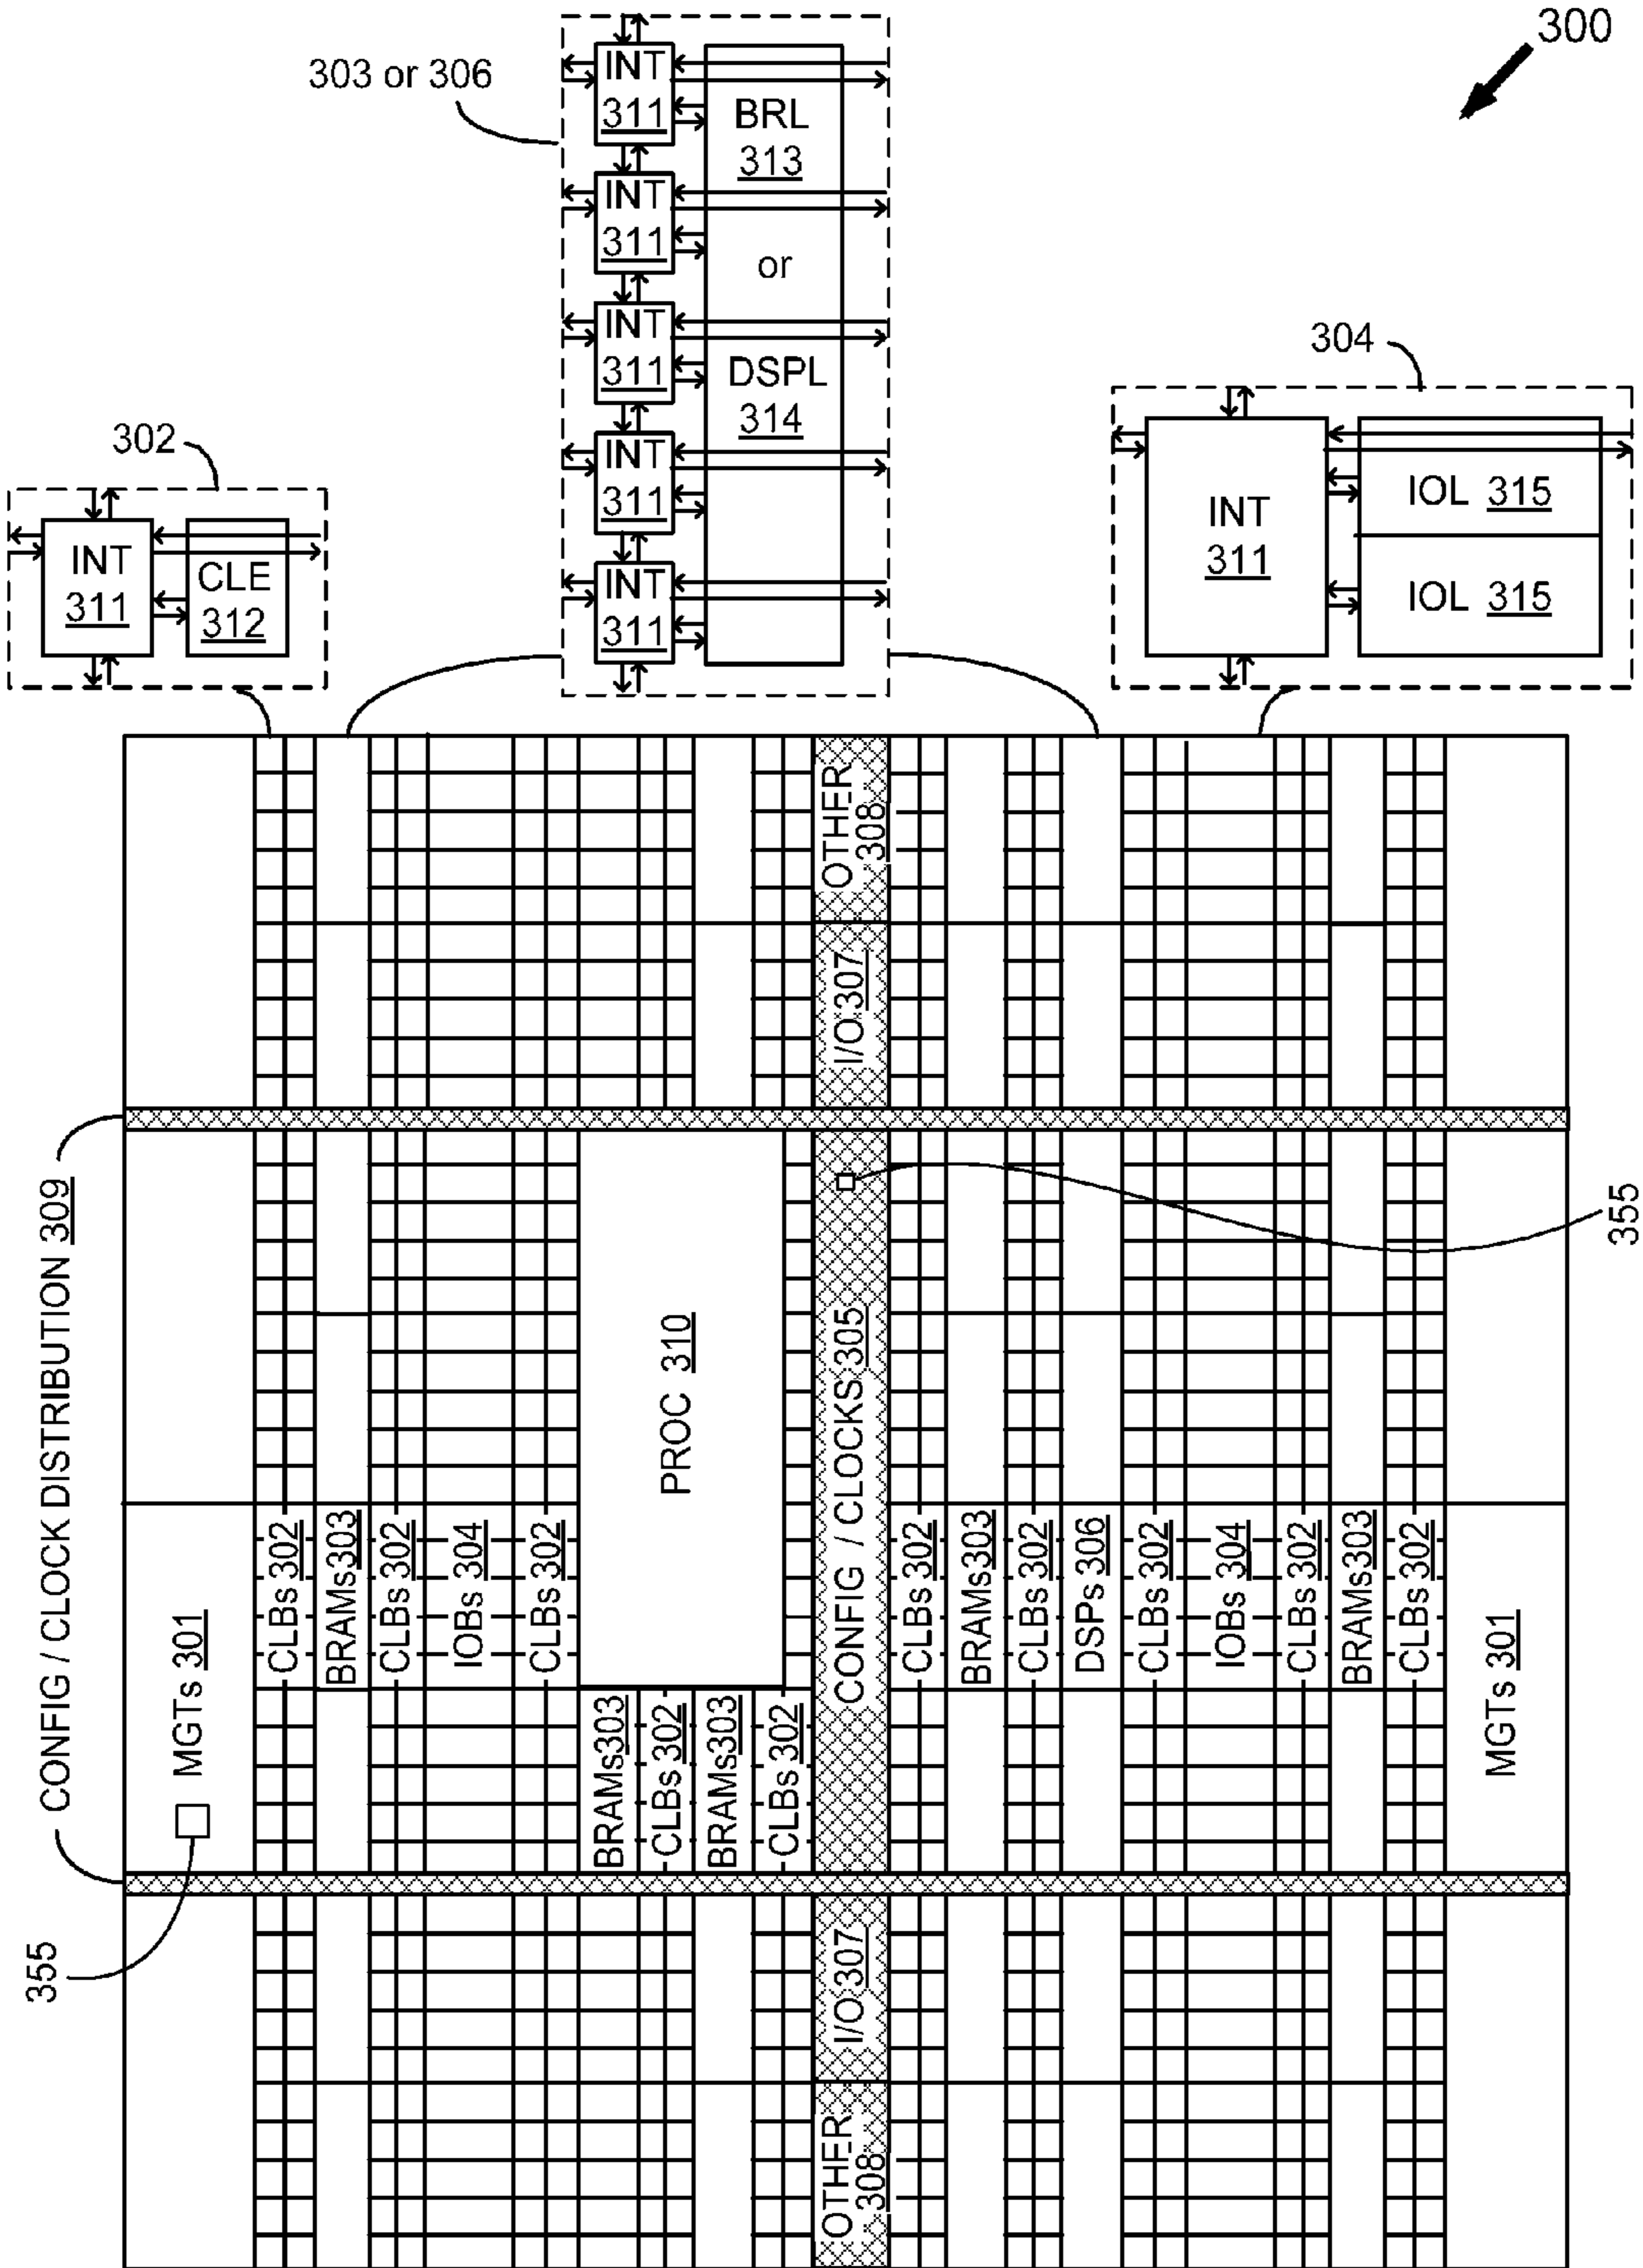 300
303 or 306
INT
311
INT
311
INT
311
INT
311
INT
311
BRL
313
or
DSPL
314
302
INT
311
CLE
312
304
INT
311
IOL 315
IOL 315
OTHER
308
I/O 307
CONFIG / CLOCK DISTRIBUTION 309
355
PROC 310
CONFIG / CLOCKS 305
MGTs 301
CLBs 302
BRAMs 303
CLBs 302
IOBs 304
CLBs 302
BRAMs 303
CLBs 302
BRAMs 303
CLBs 302
CLBs 302
BRAMs 303
CLBs 302
DSPs 306
CLBs 302
IOBs 304
CLBs 302
BRAMs 303
CLBs 302
MGTs 301
355
I/O 307
OTHER
308